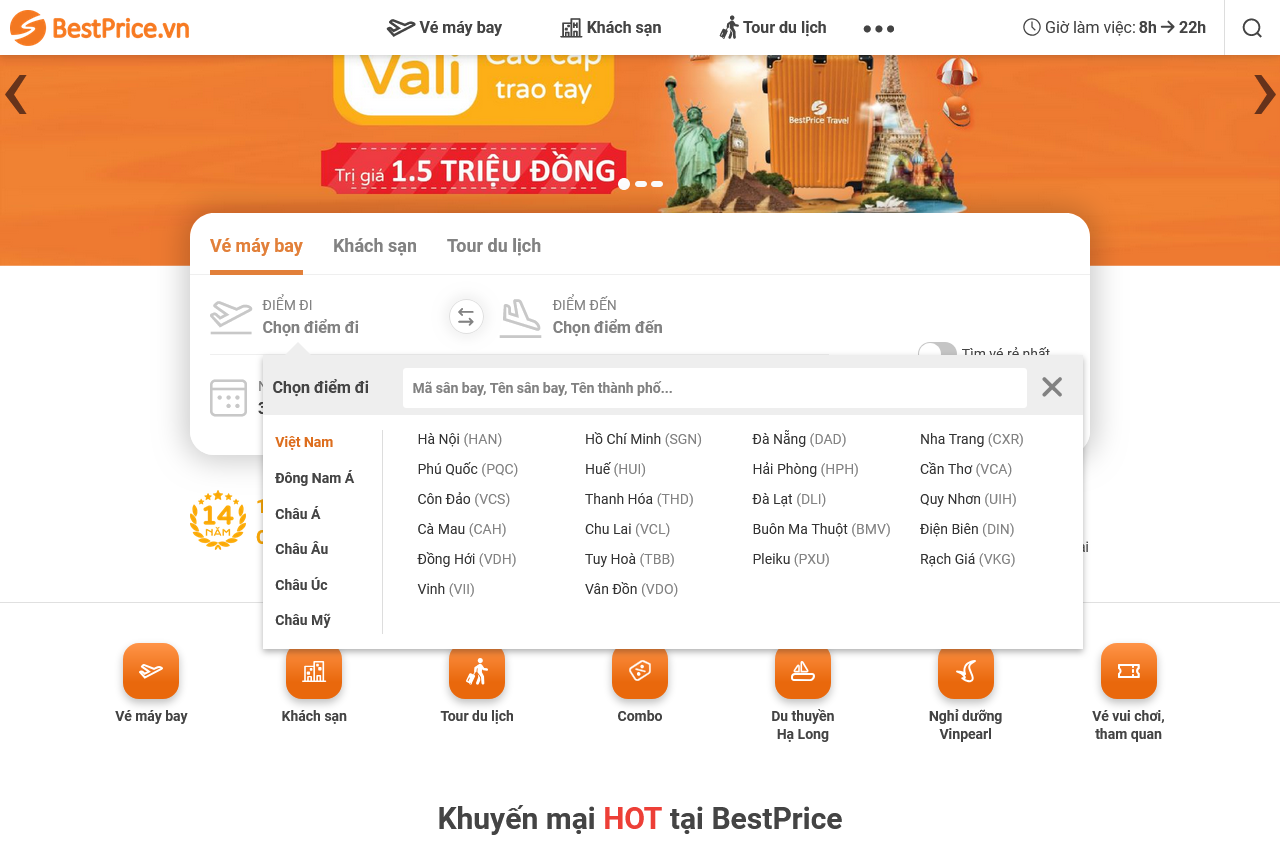 BestPrice.vn
Vé máy bay
Khách sạn
Tour du lịch
Giờ làm việc: 8h → 22h
Vali
Cao cấp
trao tay
BestPrice Travel
Trị giá 1.5 TRIỆU ĐỒNG
Vé máy bay
Khách sạn
Tour du lịch
ĐIỂM ĐI
Chọn điểm đi
ĐIỂM ĐẾN
Chọn điểm đến
Tìm vé rẻ nhất
Chọn điểm đi
Mã sân bay, Tên sân bay, Tên thành phố...
Việt Nam
Đông Nam Á
Châu Á
Châu Âu
Châu Úc
Châu Mỹ
Hà Nội (HAN)
Hồ Chí Minh (SGN)
Đà Nẵng (DAD)
Nha Trang (CXR)
Phú Quốc (PQC)
Huế (HUI)
Hải Phòng (HPH)
Cần Thơ (VCA)
Côn Đảo (VCS)
Thanh Hóa (THD)
Đà Lạt (DLI)
Quy Nhơn (UIH)
Cà Mau (CAH)
Chu Lai (VCL)
Buôn Ma Thuột (BMV)
Điện Biên (DIN)
Đồng Hới (VDH)
Tuy Hoà (TBB)
Pleiku (PXU)
Rạch Giá (VKG)
Vinh (VII)
Vân Đồn (VDO)
14
NĂM
Vé máy bay
Khách sạn
Tour du lịch
Combo
Du thuyền
Hạ Long
Nghỉ dưỡng
Vinpearl
Vé vui chơi,
tham quan
Khuyến mại HOT tại BestPrice